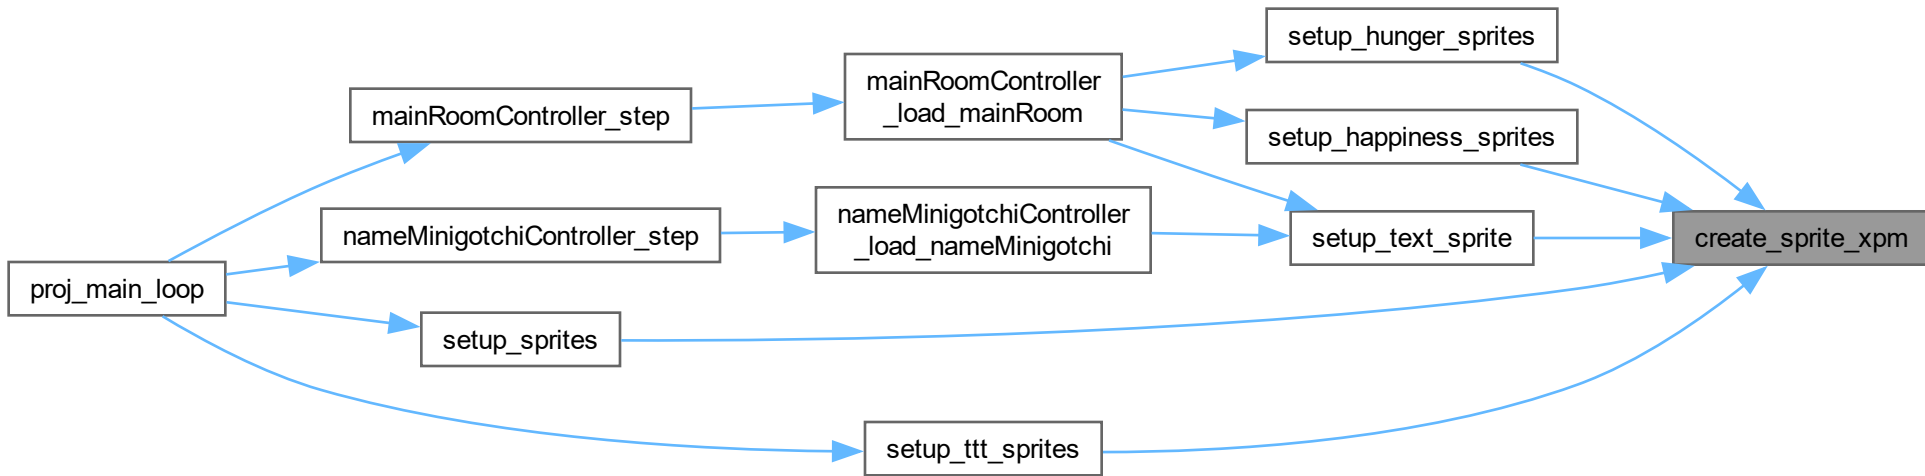 setup_hunger_sprites
mainRoomController
_load_mainRoom
mainRoomController_step
setup_happiness_sprites
nameMinigotchiController
_load_nameMinigotchi
nameMinigotchiController_step
setup_text_sprite
create_sprite_xpm
proj_main_loop
setup_sprites
setup_ttt_sprites